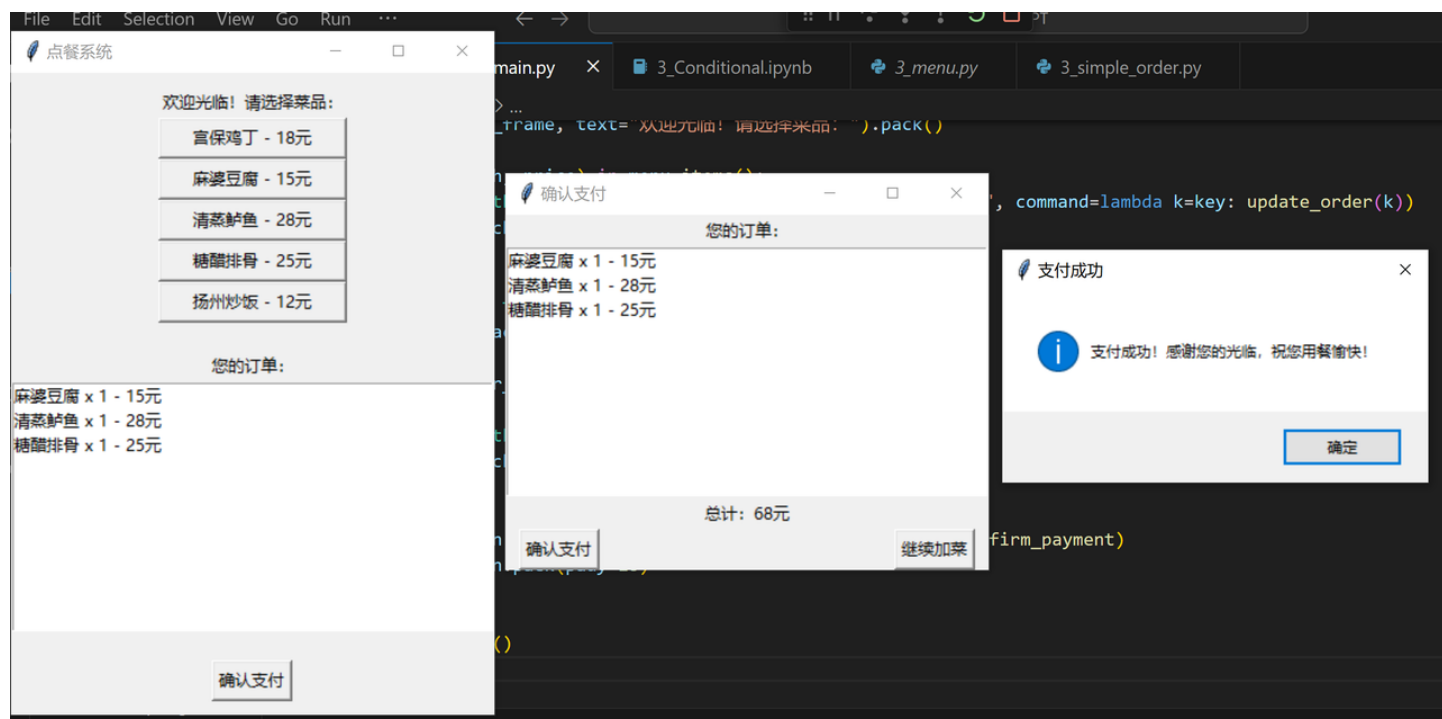 File Edit Selection View Go Run ...
点餐系统
欢迎光临！请选择菜品：
宫保鸡丁 - 18元
麻婆豆腐 - 15元
清蒸鲈鱼 - 28元
糖醋排骨 - 25元
扬州炒饭 - 12元
您的订单：
麻婆豆腐 x 1 - 15元
清蒸鲈鱼 x 1 - 28元
糖醋排骨 x 1 - 25元
确认支付
main.py 3_Conditional.ipynb 3_menu.py 3_simple_order.py
> ...
_frame, text="欢迎光临！请选择菜品：").pack()
", command=lambda k=key: update_order(k))
确认支付
您的订单：
麻婆豆腐 x 1 - 15元
清蒸鲈鱼 x 1 - 28元
糖醋排骨 x 1 - 25元
总计：68元
确认支付 继续加菜
支付成功
支付成功！感谢您的光临，祝您用餐愉快！
确定
firm_payment)
()